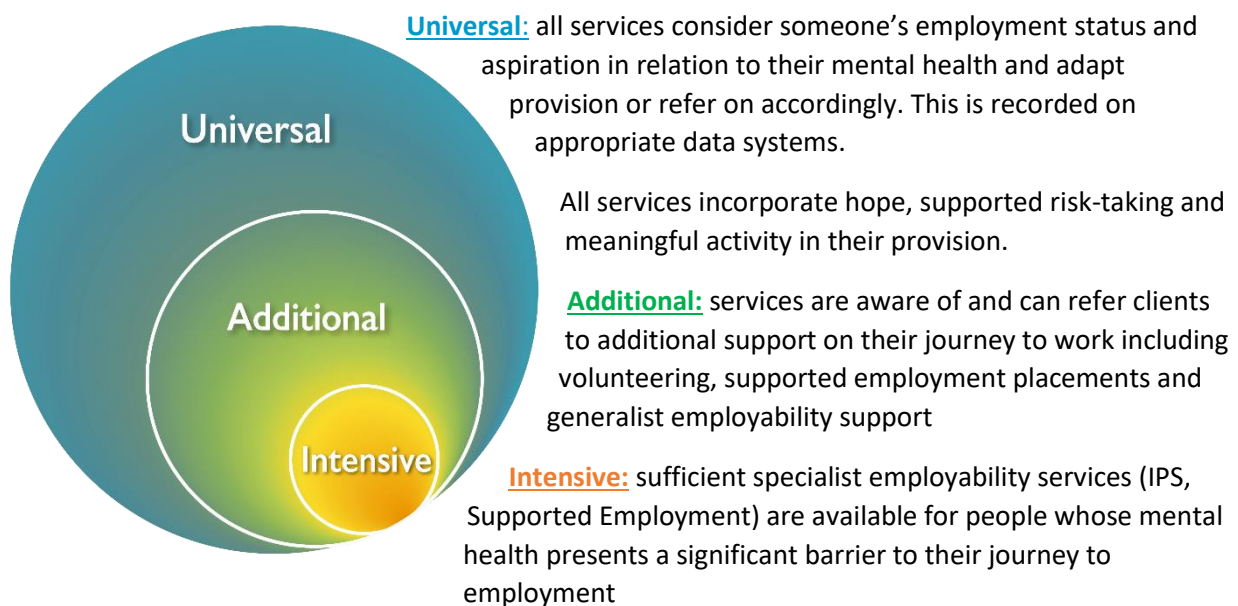 Universal
Additional
Intensive
Universal: all services consider someone’s employment status and
aspiration in relation to their mental health and adapt
provision or refer on accordingly. This is recorded on
appropriate data systems.
All services incorporate hope, supported risk-taking and
meaningful activity in their provision.
Additional: services are aware of and can refer clients
to additional support on their journey to work including
volunteering, supported employment placements and
generalist employability support
Intensive: sufficient specialist employability services (IPS,
Supported Employment) are available for people whose mental
health presents a significant barrier to their journey to
employment